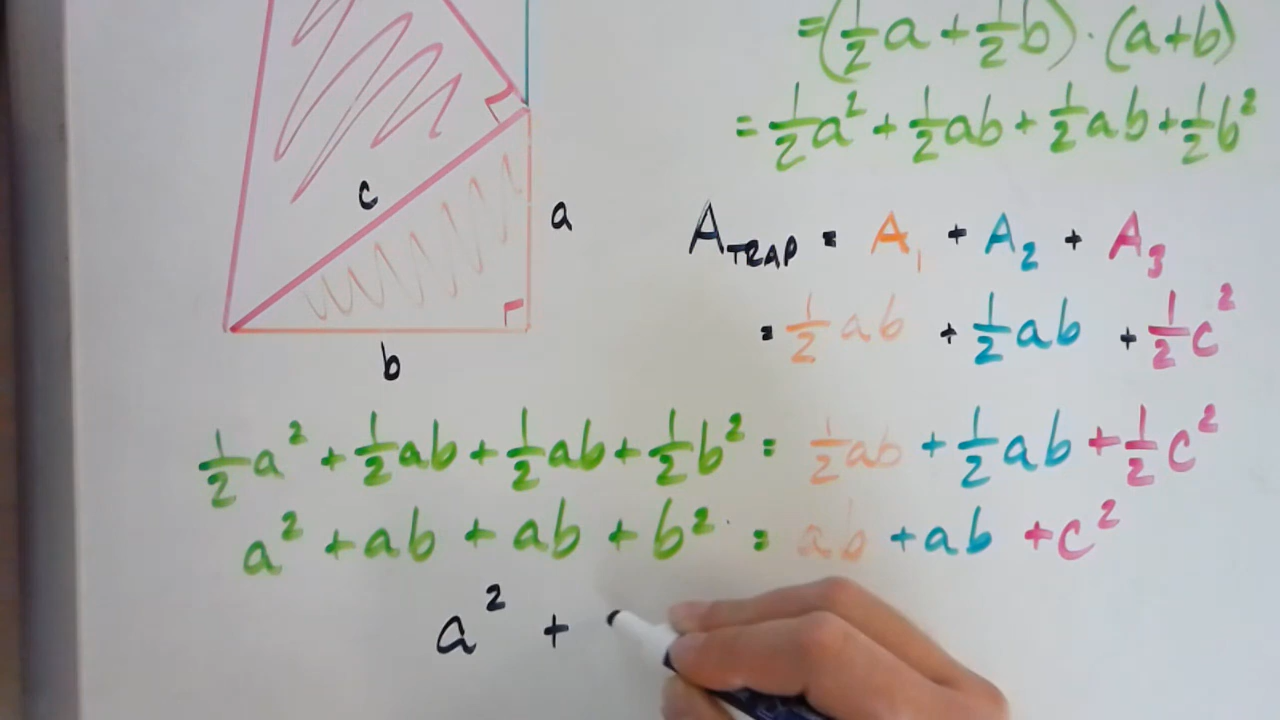 =(½a+½b)·(a+b)
=½a²+½ab+½ab+½b²
c
a
A_TRAP = A₁ + A₂ + A₃
=½ab +½ab +½c²
b
½a²+½ab+½ab+½b² = ½ab+½ab+½c²
a²+ab+ab+b² = ab+ab+c²
a² +